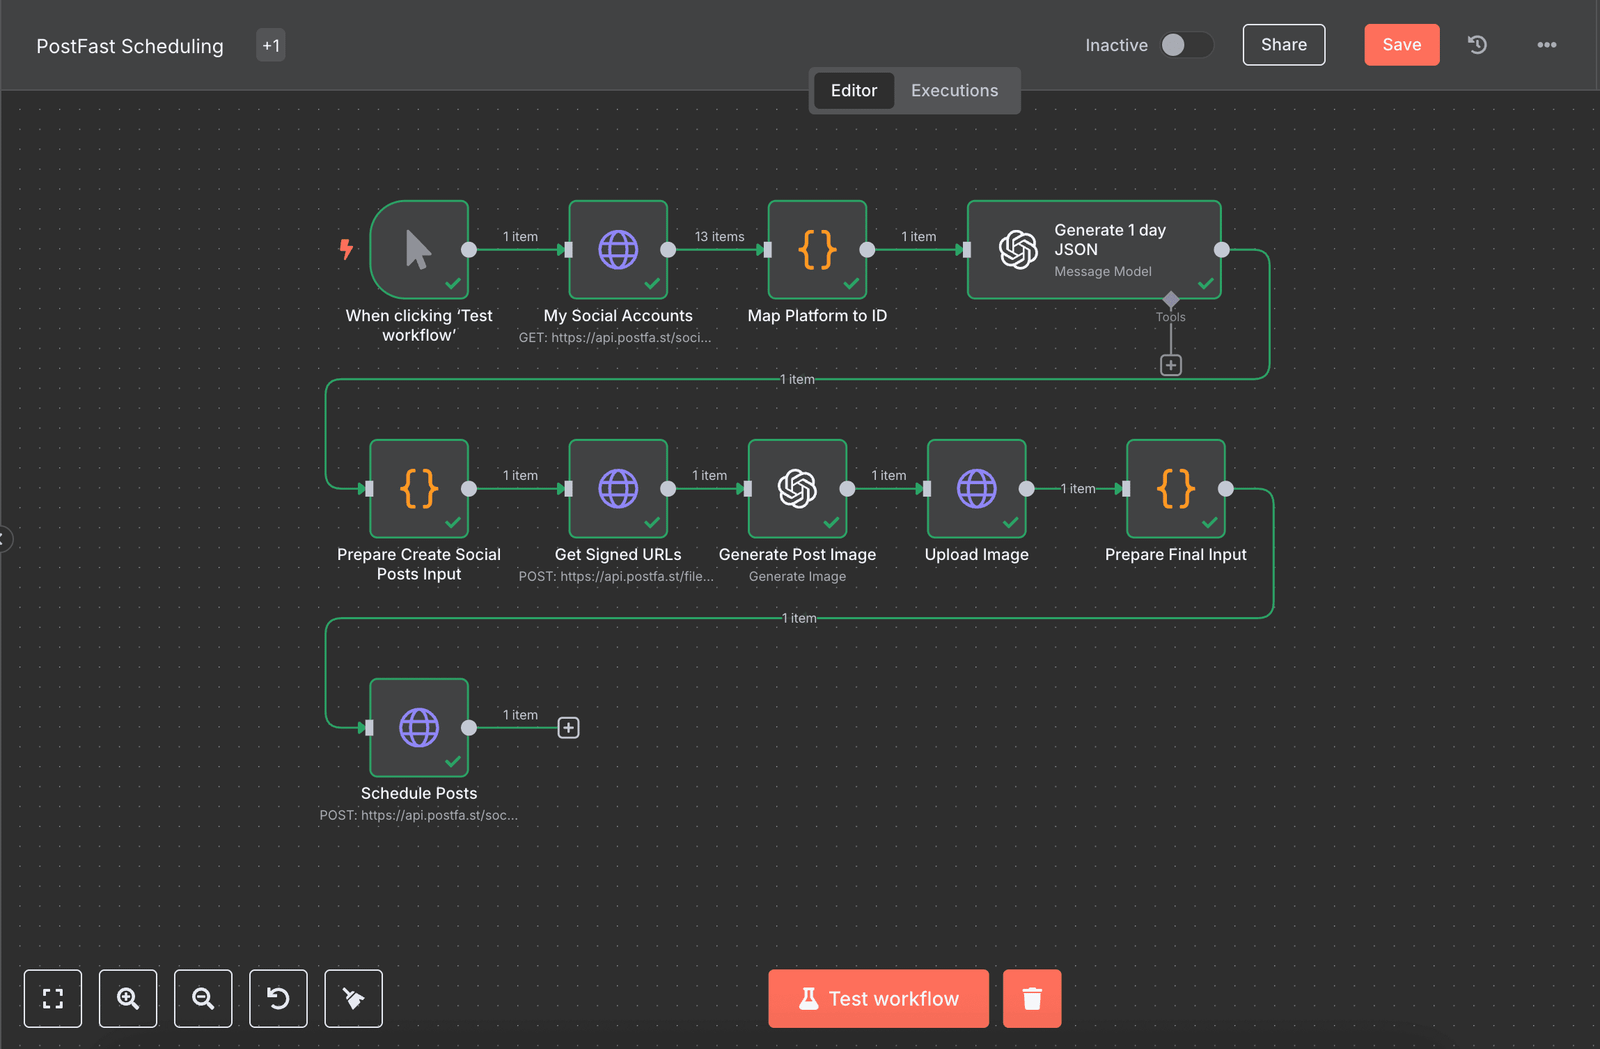 PostFast Scheduling
+1
Inactive
Share
Save
Editor
Executions
1 item
13 items
1 item
Generate 1 day
JSON
Message Model
When clicking ‘Test
workflow’
My Social Accounts
GET: https://api.postfa.st/soci...
Map Platform to ID
Tools
1 item
1 item
1 item
1 item
1 item
Prepare Create Social
Posts Input
Get Signed URLs
POST: https://api.postfa.st/file...
Generate Post Image
Generate Image
Upload Image
Prepare Final Input
1 item
1 item
Schedule Posts
POST: https://api.postfa.st/soc...
Test workflow